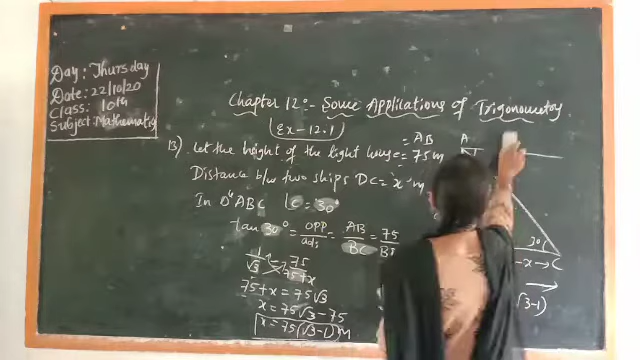 Day: Thursday
Date: 22/10/20
Class: 10th
Subject: Mathematics
Chapter 12:- Some Applications of Trigonometry
(Ex-12.1)
13) Let the height of the light house = AB
= 75m
Distance b/w two ships DC = 'x' m
In Dle ABC ∟C = 30°
tan 30° = opp/adj = AB/BC = 75/
1/√3 = 75/75+x
75+x = 75√3
x = 75√3 - 75
x = 75(√3-1)m
A
30°
x → C
√3-1)